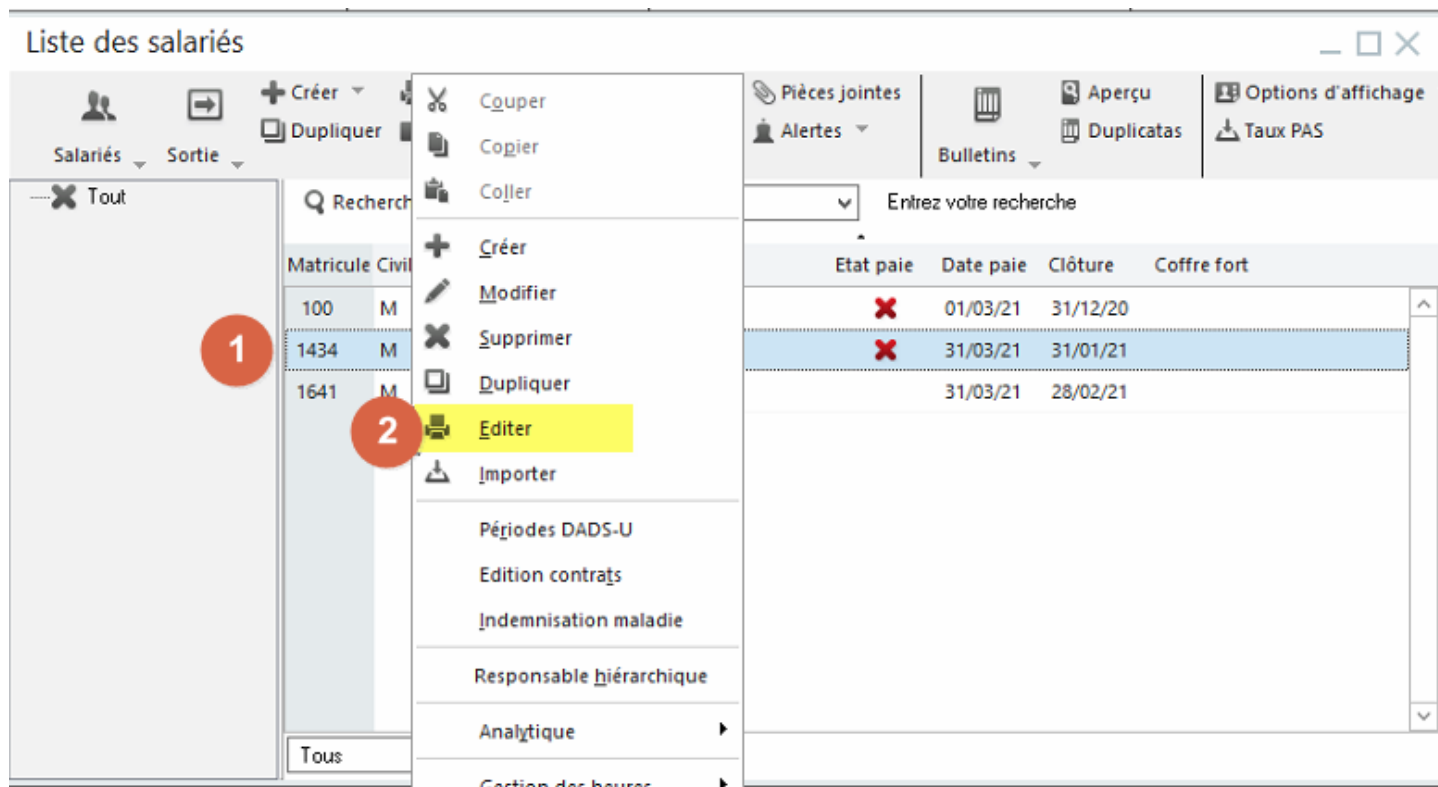 Liste des salariés
Créer
Pièces jointes
Aperçu
Options d'affichage
Dupliquer
Alertes
Duplicatas
Taux PAS
Salariés
Sortie
Bulletins
Tout
Entrez votre recherche
Matricule
Etat paie
Date paie
Clôture
Coffre fort
100 M 01/03/21 31/12/20
1
1434 M 31/03/21 31/01/21
1641 M 31/03/21 28/02/21
Tous
Couper
Copier
Coller
Créer
Modifier
Supprimer
Dupliquer
2
Editer
Importer
Périodes DADS-U
Edition contrats
Indemnisation maladie
Responsable hiérarchique
Analytique
Gestion des heures